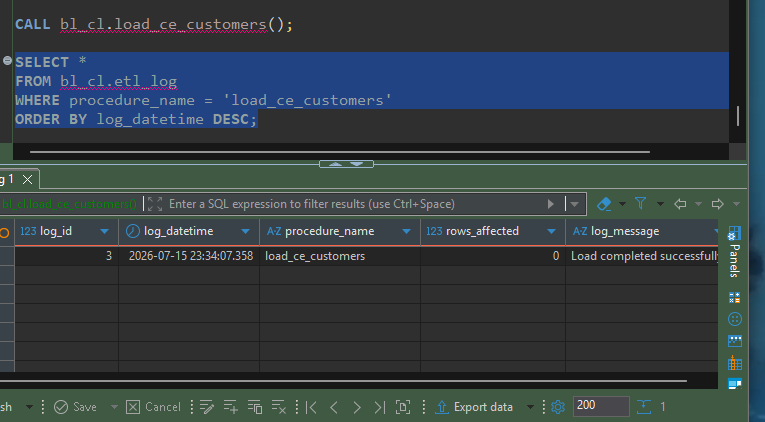 CALL bl_cl.load_ce_customers();
SELECT *
FROM bl_cl.etl_log
WHERE procedure_name = 'load_ce_customers'
ORDER BY log_datetime DESC;
g 1
bl_cl.load_ce_customers() Enter a SQL expression to filter results (use Ctrl+Space)
123 log_id log_datetime A-Z procedure_name 123 rows_affected A-Z log_message
3 2026-07-15 23:34:07.358 load_ce_customers 0 Load completed successfully
Panels
sh Save Cancel Export data 200 1